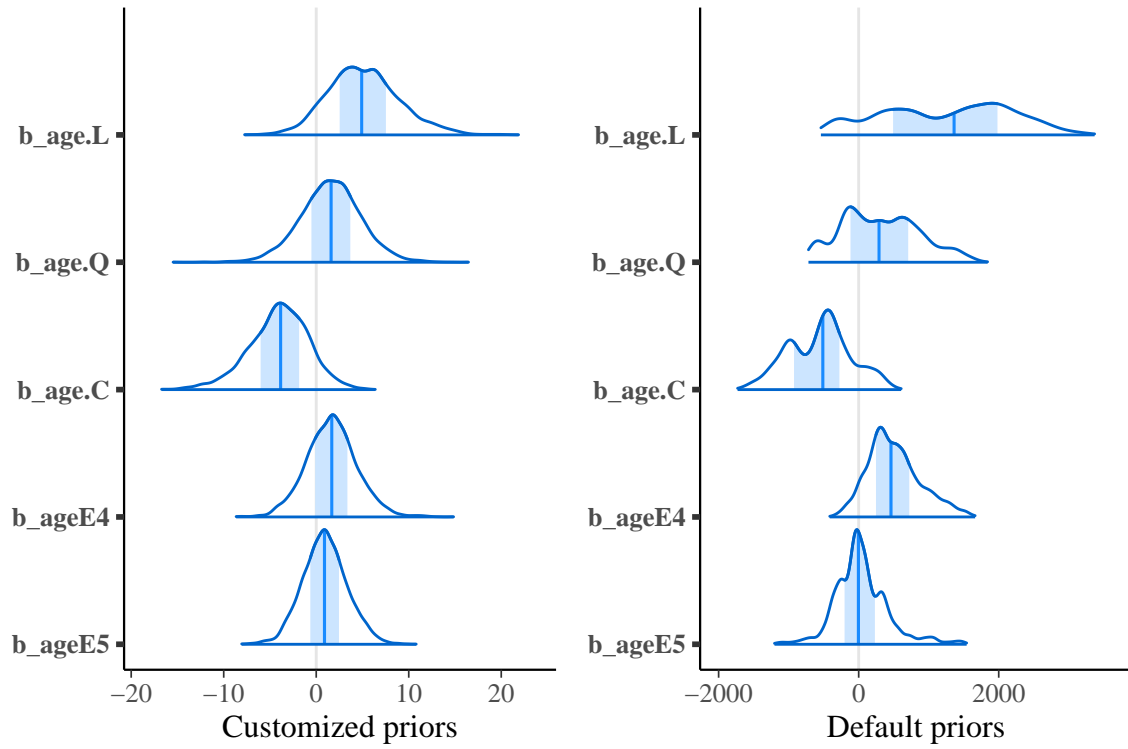 b_age.L
b_age.Q
b_age.C
b_ageE4
b_ageE5
−20 −10 0 10 20
Customized priors
b_age.L
b_age.Q
b_age.C
b_ageE4
b_ageE5
−2000 0 2000
Default priors